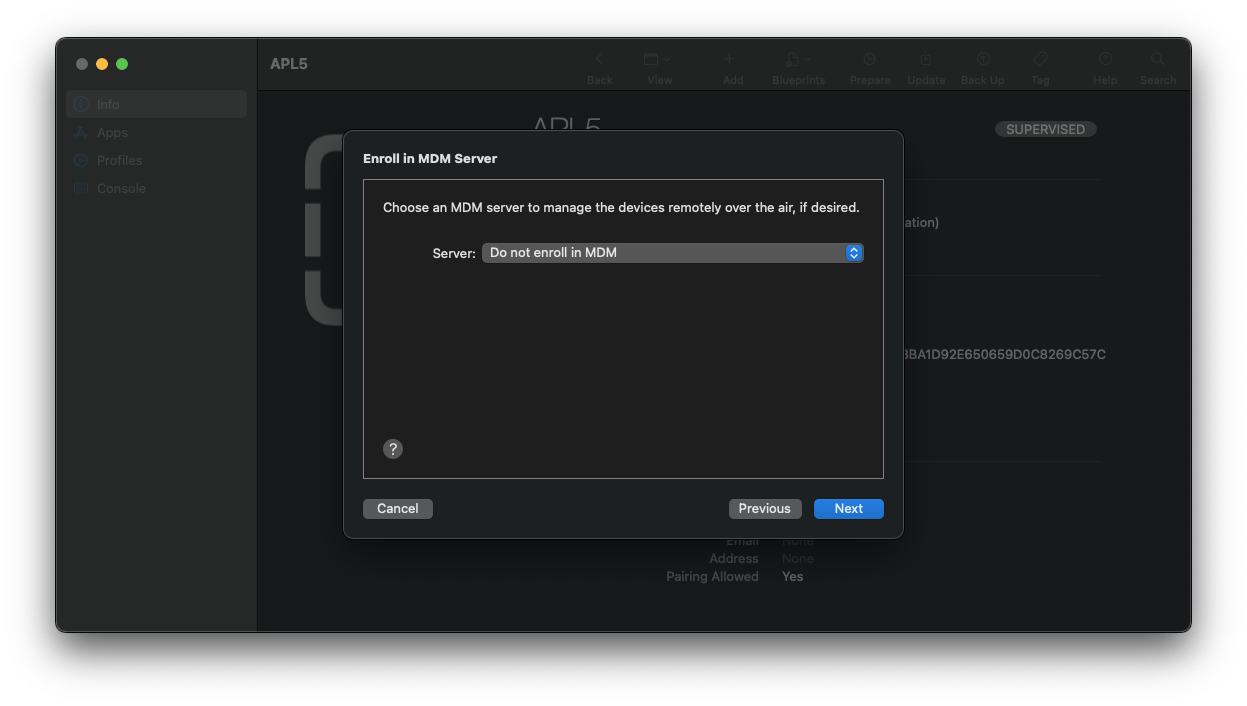 APL5
Back
View
Add
Blueprints
Prepare
Update
Back Up
Tag
Help
Search
Info
Apps
Profiles
Console
APL5
SUPERVISED
Enroll in MDM Server
Choose an MDM server to manage the devices remotely over the air, if desired.
Server: Do not enroll in MDM
ation)
BA1D92E650659D0C8269C57C
?
Cancel
Previous
Next
Email None
Address None
Pairing Allowed Yes